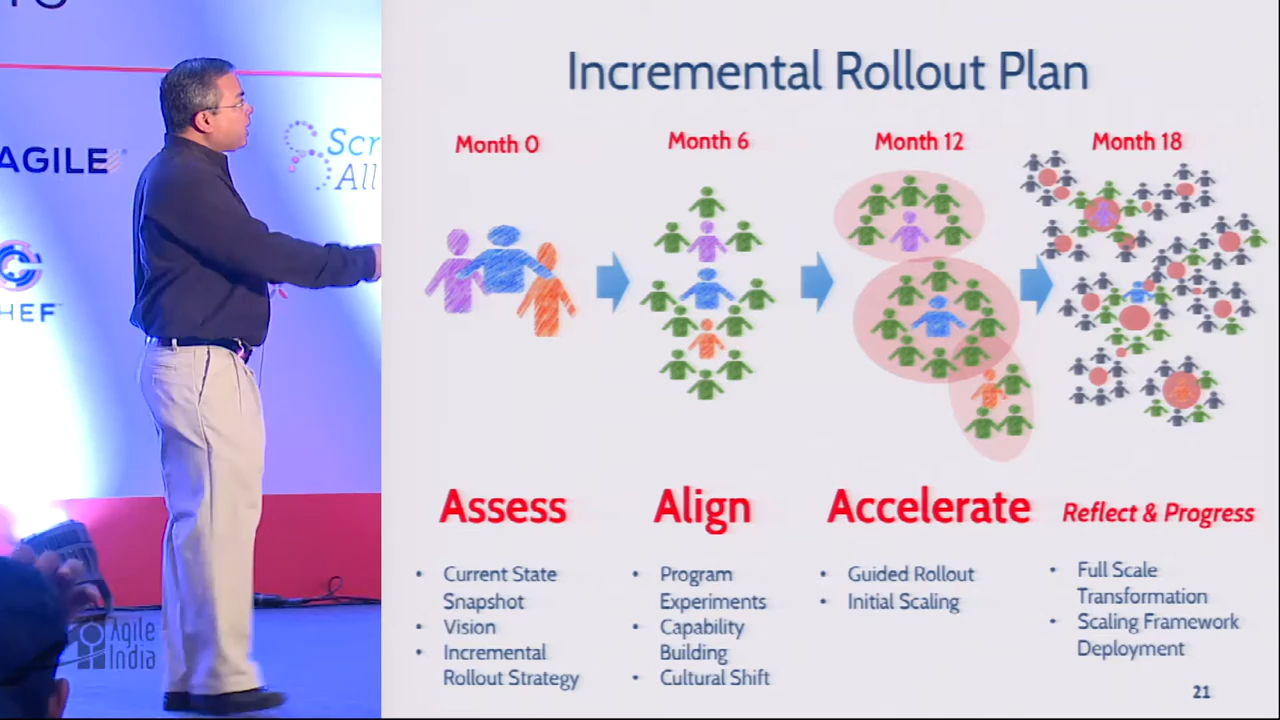 AGILE
Scr
All
HEF
Agile
India
Incremental Rollout Plan
Month 0
Month 6
Month 12
Month 18
Assess
Align
Accelerate
Reflect & Progress
• Current State
Snapshot
• Vision
• Incremental
Rollout Strategy
• Program
Experiments
• Capability
Building
• Cultural Shift
• Guided Rollout
• Initial Scaling
• Full Scale
Transformation
• Scaling Framework
Deployment
21